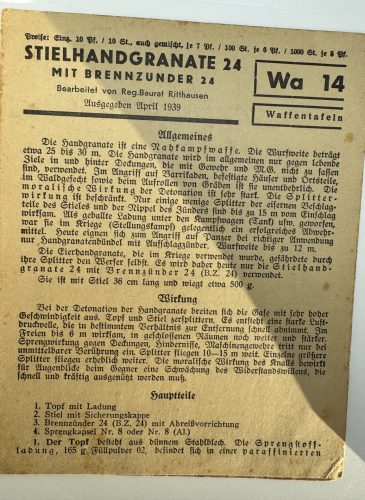 Preise: Einz. 10 Pf. / 10 St., auch gemischt, je 7 Pf. / 100 St. je 6 Pf. / 1000 St. je 5 Pf.
STIELHANDGRANATE 24
MIT BRENNZÜNDER 24
Bearbeitet von Reg.Baurat Ritthausen
Ausgegeben April 1939
Wa 14
Waffentafeln
Allgemeines
Die Handgranate ist eine Nahkampfwaffe. Die Wurfweite beträgt
etwa 25 bis 30 m. Die Handgranate wird im allgemeinen nur gegen lebende
Ziele in und hinter Deckungen, die mit Gewehr und M.G. nicht zu fassen
sind, verwendet. Im Angriff auf Barrikaden, befestigte Häuser und Ortsteile,
im Waldgefecht sowie beim Aufrollen von Gräben ist sie unentbehrlich. Die
moralische Wirkung der Detonation ist sehr stark. Die Splitter-
wirkung ist beschränkt. Nur einige wenige Splitter der eisernen Beschlag-
teile des Stieles und der Nippel des Zünders sind bis zu 15 m vom Einschlag
wirksam. Als geballte Ladung unter den Kampfwagen (Tank) usw. geworfen,
war sie im Kriege (Stellungskampf) gelegentlich ein erfolgreiches Abwehr-
mittel. Heute eignen sich zum Angriff auf Panzer bei richtiger Anwendung
nur Handgranatenbündel mit Aufschlagzünder. Wurfweite bis zu 12 m.
Die Eierhandgranate, die im Kriege verwendet wurde, gefährdete durch
ihre Splitter den Werfer selbst. Es wird daher heute nur die Stielhand-
granate 24 mit Brennzünder 24 (B.Z. 24) verwendet.
Sie ist mit Stiel 36 cm lang und wiegt etwa 500 g.
Wirkung
Bei der Detonation der Handgranate breiten sich die Gase mit sehr hoher
Geschwindigkeit aus. Topf und Stiel zersplittern. Es entsteht eine starke Luft-
druckwelle, die in bestimmtem Verhältnis zur Entfernung schnell abnimmt. Im
Freien bis 6 m wirksam, in geschlossenen Räumen noch weiter und stärker.
Sprengwirkung gegen Deckungen, Hindernisse, Maschinengewehre tritt nur bei
unmittelbarer Berührung ein. Splitter fliegen 10—15 m weit. Einzelne größere
Splitter fliegen erheblich weiter. Die moralische Wirkung des Knalls bewirkt
für Augenblicke beim Gegner eine Schwächung des Widerstandswillens, die
schnell und kräftig ausgenützt werden muß.
Hauptteile
1. Topf mit Ladung
2. Stiel mit Sicherungskappe
3. Brennzünder 24 (B.Z. 24) mit Abreißvorrichtung
4. Sprengkapsel Nr. 8 oder Nr. 8 (Al.)
1. Der Topf besteht aus dünnem Stahlblech. Die Sprengstoff-
ladung, 165 g Füllpulver 02, befindet sich in einer paraffinierten